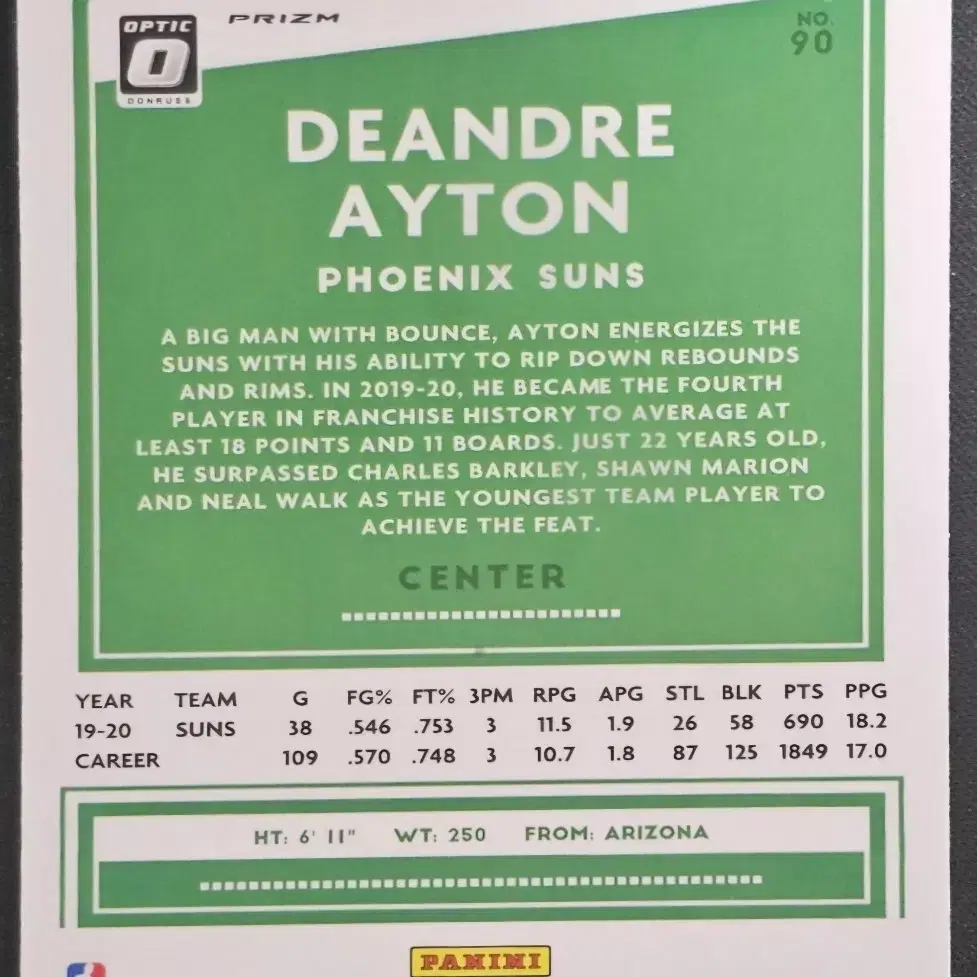 OPTIC
DONRUSS
PRIZM
NO.
90
DEANDRE
AYTON
PHOENIX SUNS
A BIG MAN WITH BOUNCE, AYTON ENERGIZES THE
SUNS WITH HIS ABILITY TO RIP DOWN REBOUNDS
AND RIMS. IN 2019-20, HE BECAME THE FOURTH
PLAYER IN FRANCHISE HISTORY TO AVERAGE AT
LEAST 18 POINTS AND 11 BOARDS. JUST 22 YEARS OLD,
HE SURPASSED CHARLES BARKLEY, SHAWN MARION
AND NEAL WALK AS THE YOUNGEST TEAM PLAYER TO
ACHIEVE THE FEAT.
CENTER
YEAR TEAM G FG% FT% 3PM RPG APG STL BLK PTS PPG
19-20 SUNS 38 .546 .753 3 11.5 1.9 26 58 690 18.2
CAREER 109 .570 .748 3 10.7 1.8 87 125 1849 17.0
HT: 6' 11" WT: 250 FROM: ARIZONA
PANINI